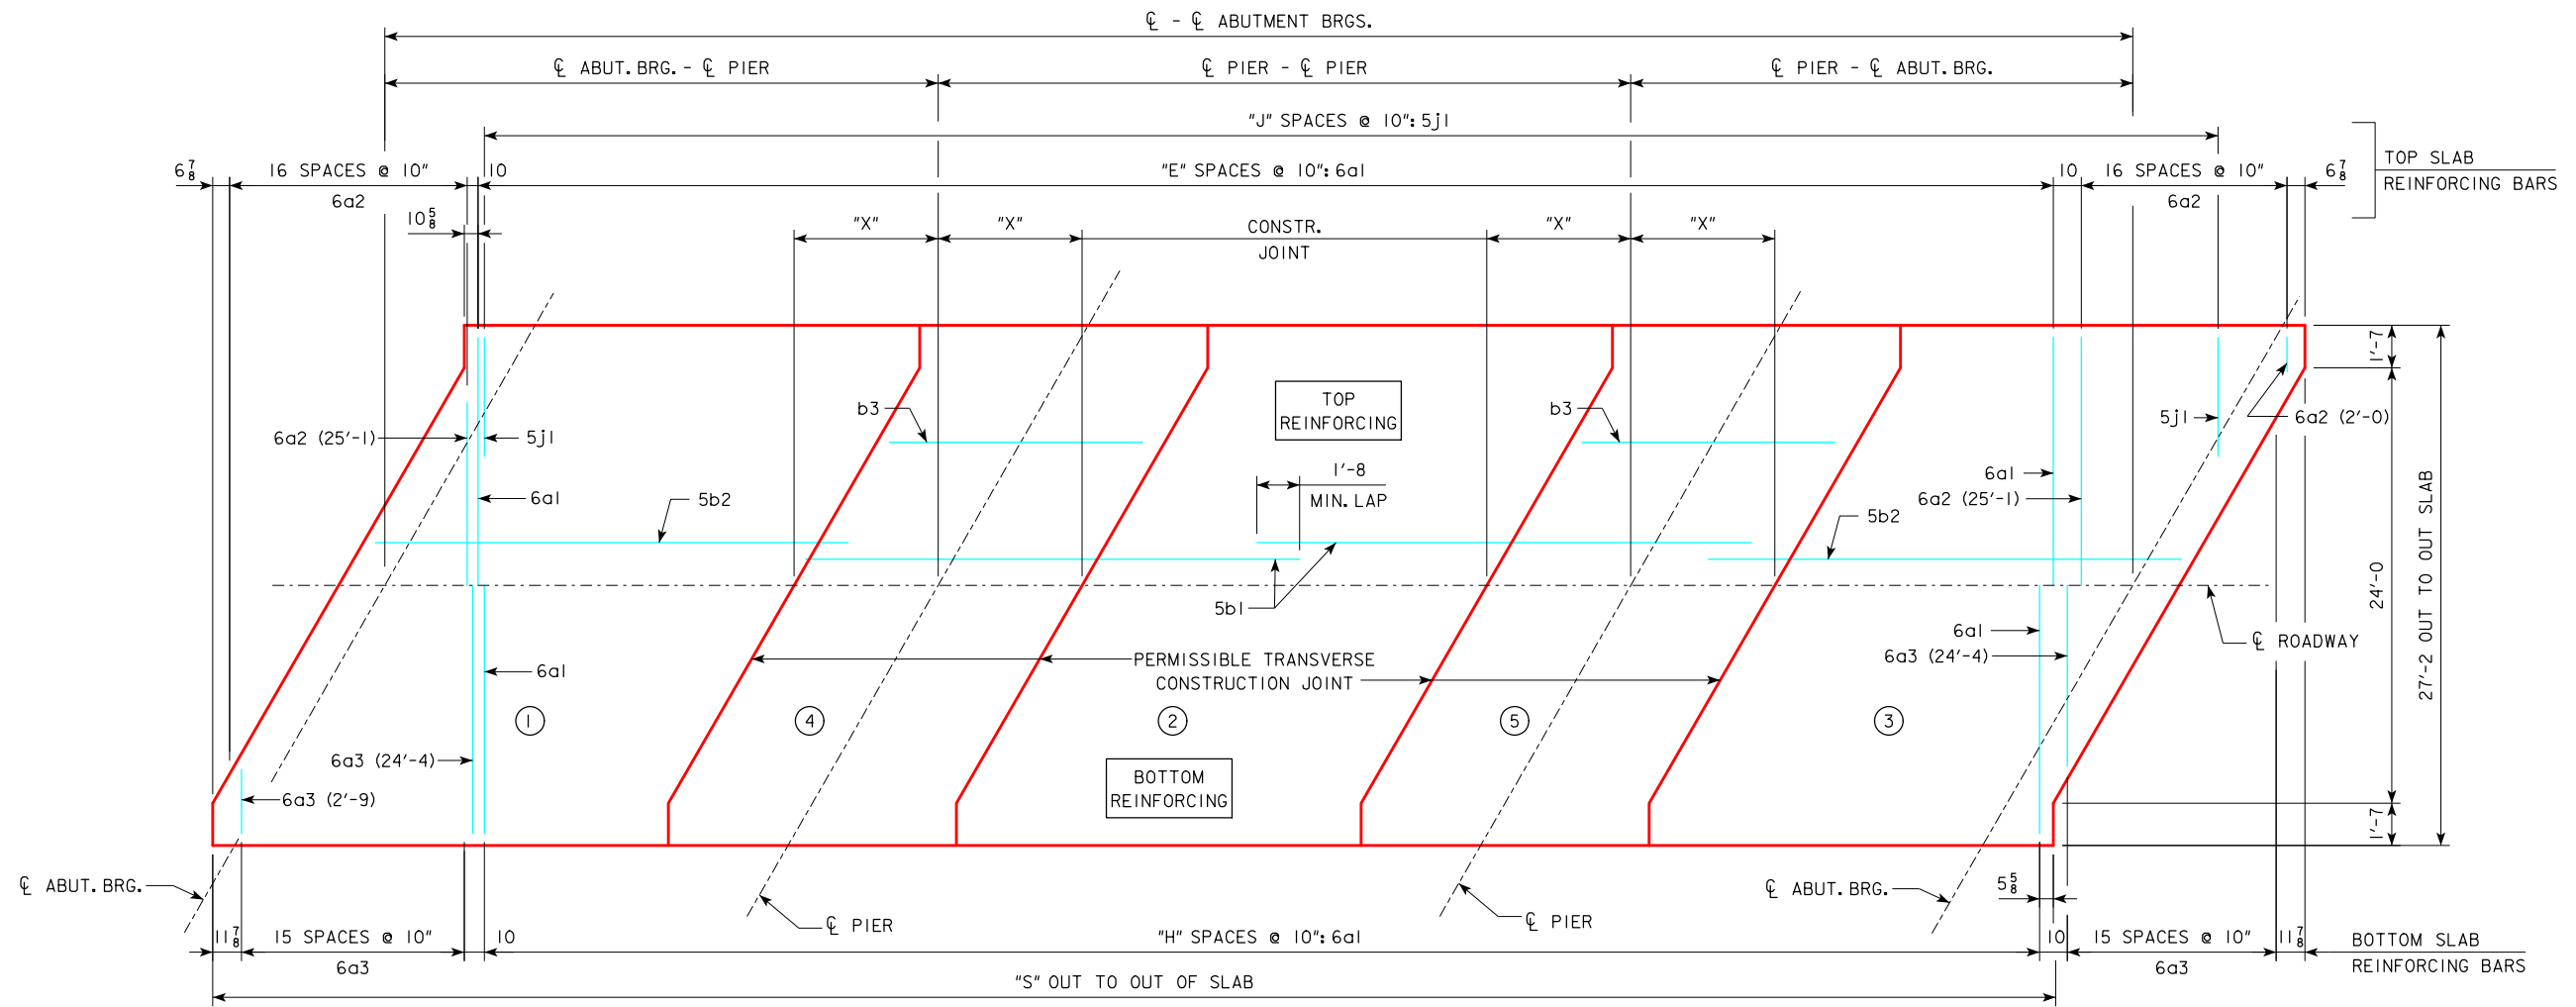 ℄ - ℄ ABUTMENT BRGS.
℄ ABUT. BRG. - ℄ PIER
℄ PIER - ℄ PIER
℄ PIER - ℄ ABUT. BRG.
"J" SPACES @ 10": 5j1
6 7/8
16 SPACES @ 10"
6a2
10
"E" SPACES @ 10": 6a1
10
16 SPACES @ 10"
6a2
6 7/8
TOP SLAB
REINFORCING BARS
10 5/8
"X"
"X"
CONSTR.
JOINT
"X"
"X"
1'-7
b3
TOP
REINFORCING
b3
6a2 (25'-1)
5j1
5j1
6a2 (2'-0)
1'-8
MIN. LAP
6a1
5b2
6a1
6a2 (25'-1)
5b2
24'-0
27'-2 OUT TO OUT SLAB
5b1
6a1
℄ ROADWAY
6a1
PERMISSIBLE TRANSVERSE
CONSTRUCTION JOINT
6a3 (24'-4)
1
4
2
5
3
6a3 (24'-4)
6a3 (2'-9)
BOTTOM
REINFORCING
1'-7
℄ ABUT. BRG.
℄ PIER
℄ PIER
℄ ABUT. BRG.
5 5/8
11 7/8
15 SPACES @ 10"
6a3
10
"H" SPACES @ 10": 6a1
10
15 SPACES @ 10"
6a3
11 7/8
BOTTOM SLAB
REINFORCING BARS
"S" OUT TO OUT OF SLAB